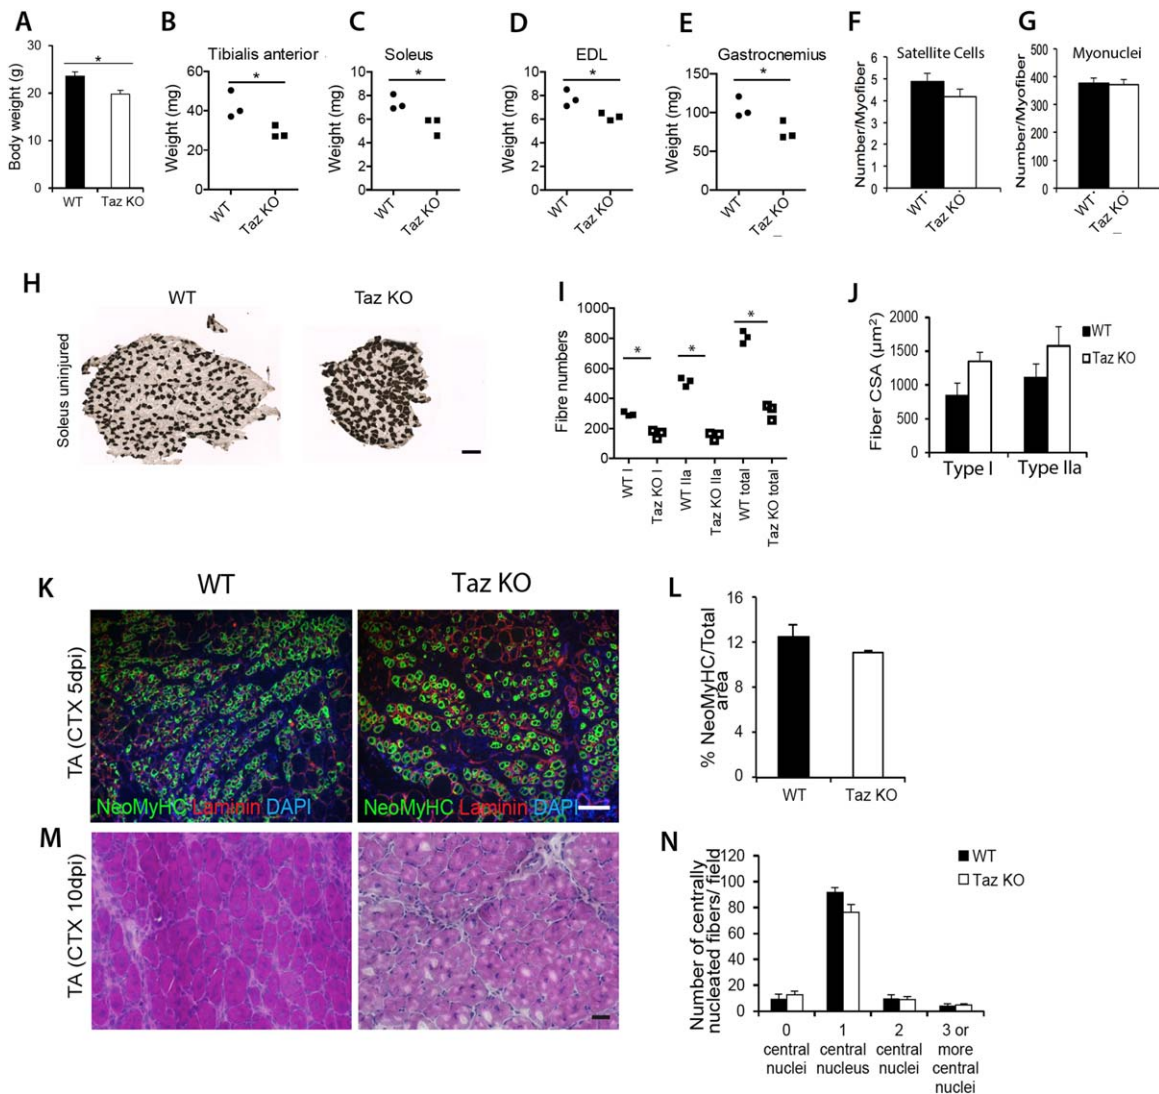 A
Body weight (g)
30
20
10
0
*
WT
Taz KO
B
Tibialis anterior
Weight (mg)
60
40
20
0
*
WT
Taz KO
C
Soleus
Weight (mg)
10
8
6
4
2
0
*
WT
Taz KO
D
EDL
Weight (mg)
10
8
6
4
2
0
*
WT
Taz KO
E
Gastrocnemius
Weight (mg)
150
100
50
0
*
WT
Taz KO
F
Satellite Cells
Number/Myofiber
6
5
4
3
2
1
0
WT
Taz KO
G
Myonuclei
Number/Myofiber
500
400
300
200
100
0
WT
Taz KO
H
WT
Taz KO
Soleus uninjured
I
Fibre numbers
1000
800
600
400
200
0
*
*
*
WT I
Taz KO I
WT IIa
Taz KO IIa
WT total
Taz KO total
J
Fiber CSA (µm²)
2000
1500
1000
500
0
Type I
Type IIa
WT
Taz KO
K
WT
Taz KO
TA (CTX 5dpi)
NeoMyHC Laminin DAPI
NeoMyHC Laminin DAPI
L
% NeoMyHC/Total
area
16
12
8
4
0
WT
Taz KO
M
TA (CTX 10dpi)
N
Number of centrally
nucleated fibers/ field
120
100
80
60
40
20
0
WT
Taz KO
0
central
nuclei
1
central
nucleus
2
central
nuclei
3 or
more
central
nuclei